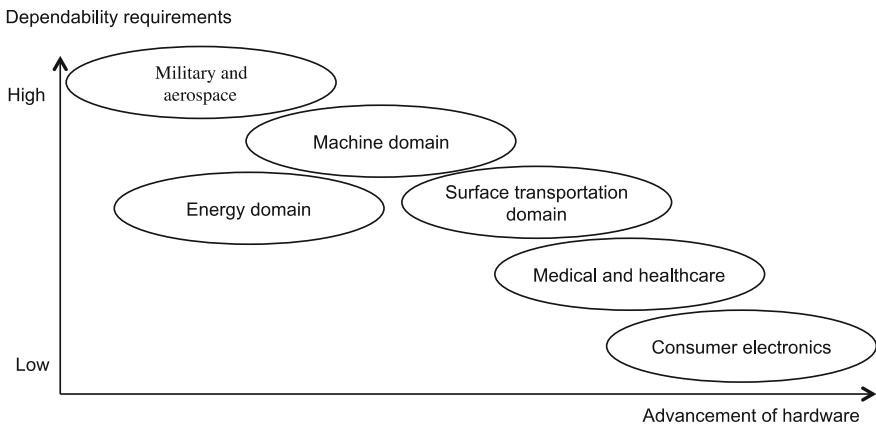 Dependability requirements
High
Military and
aerospace
Machine domain
Energy domain
Surface transportation
domain
Medical and healthcare
Consumer electronics
Low
Advancement of hardware